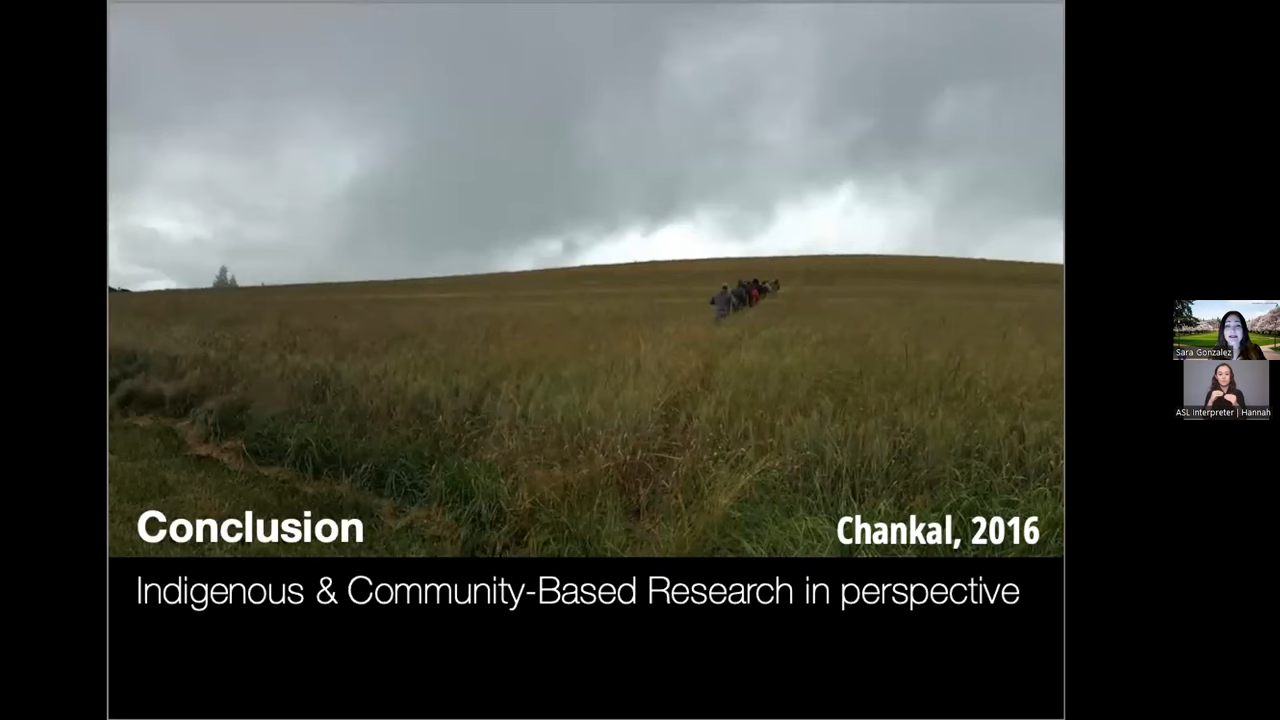 Conclusion
Chankal, 2016
Indigenous & Community-Based Research in perspective
Sara Gonzalez
ASL Interpreter | Hannah